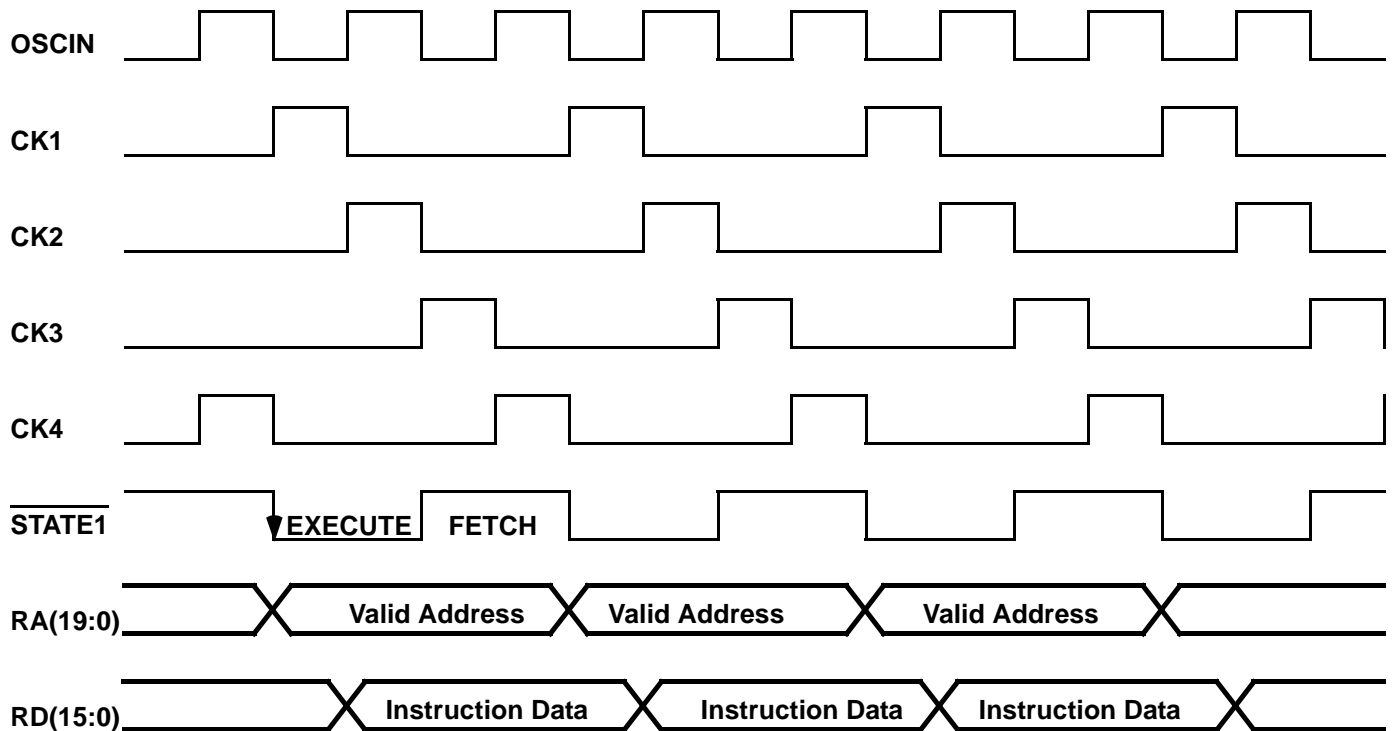 OSCIN
CK1
CK2
CK3
CK4
STATE1 EXECUTE FETCH
RA(19:0) Valid Address Valid Address Valid Address
RD(15:0) Instruction Data Instruction Data Instruction Data